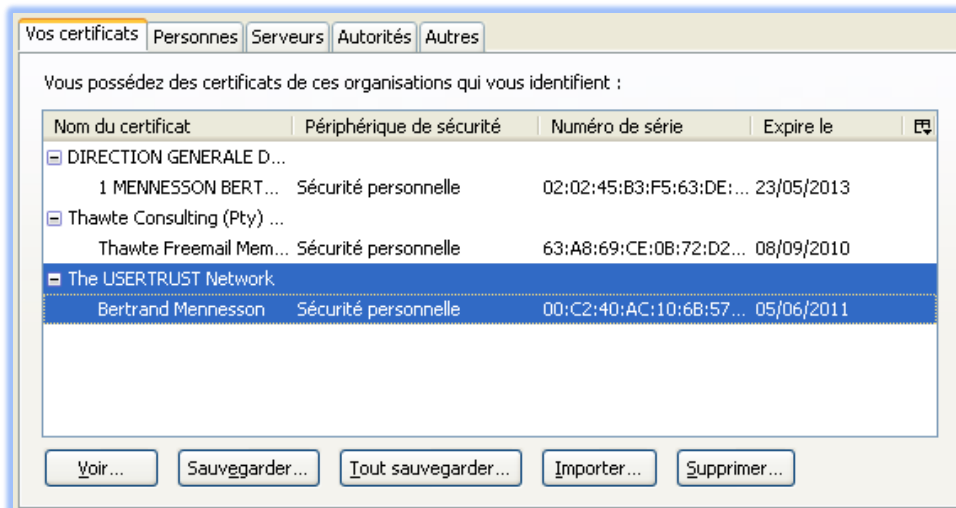 Vos certificats Personnes Serveurs Autorités Autres
Vous possédez des certificats de ces organisations qui vous identifient :
Nom du certificat Périphérique de sécurité Numéro de série Expire le
DIRECTION GENERALE D...
1 MENNESSON BERT... Sécurité personnelle 02:02:45:B3:F5:63:DE:... 23/05/2013
Thawte Consulting (Pty) ...
Thawte Freemail Mem... Sécurité personnelle 63:A8:69:CE:0B:72:D2... 08/09/2010
The USERTRUST Network
Bertrand Mennesson Sécurité personnelle 00:C2:40:AC:10:6B:57... 05/06/2011
Voir... Sauvegarder... Tout sauvegarder... Importer... Supprimer...